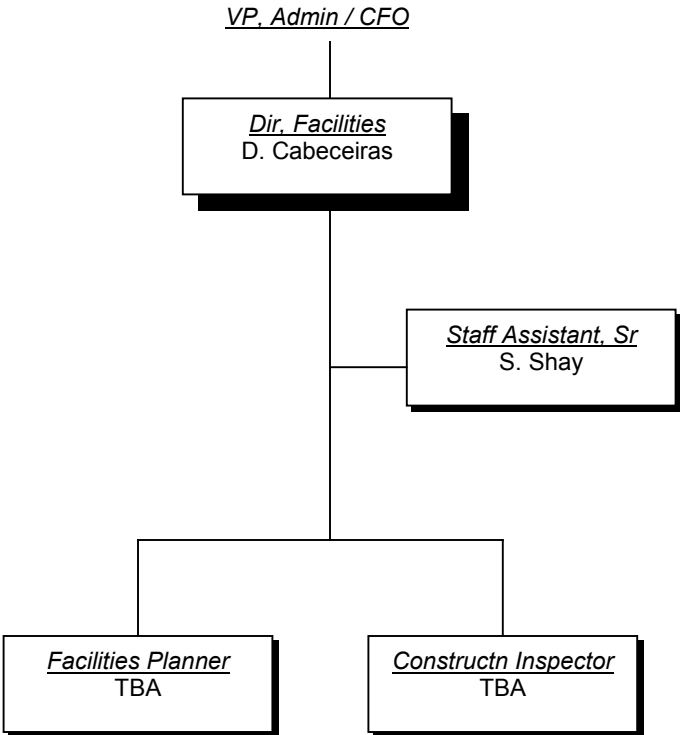 VP, Admin / CFO
Dir, Facilities
D. Cabeceiras
Staff Assistant, Sr
S. Shay
Facilities Planner
TBA
Constructn Inspector
TBA